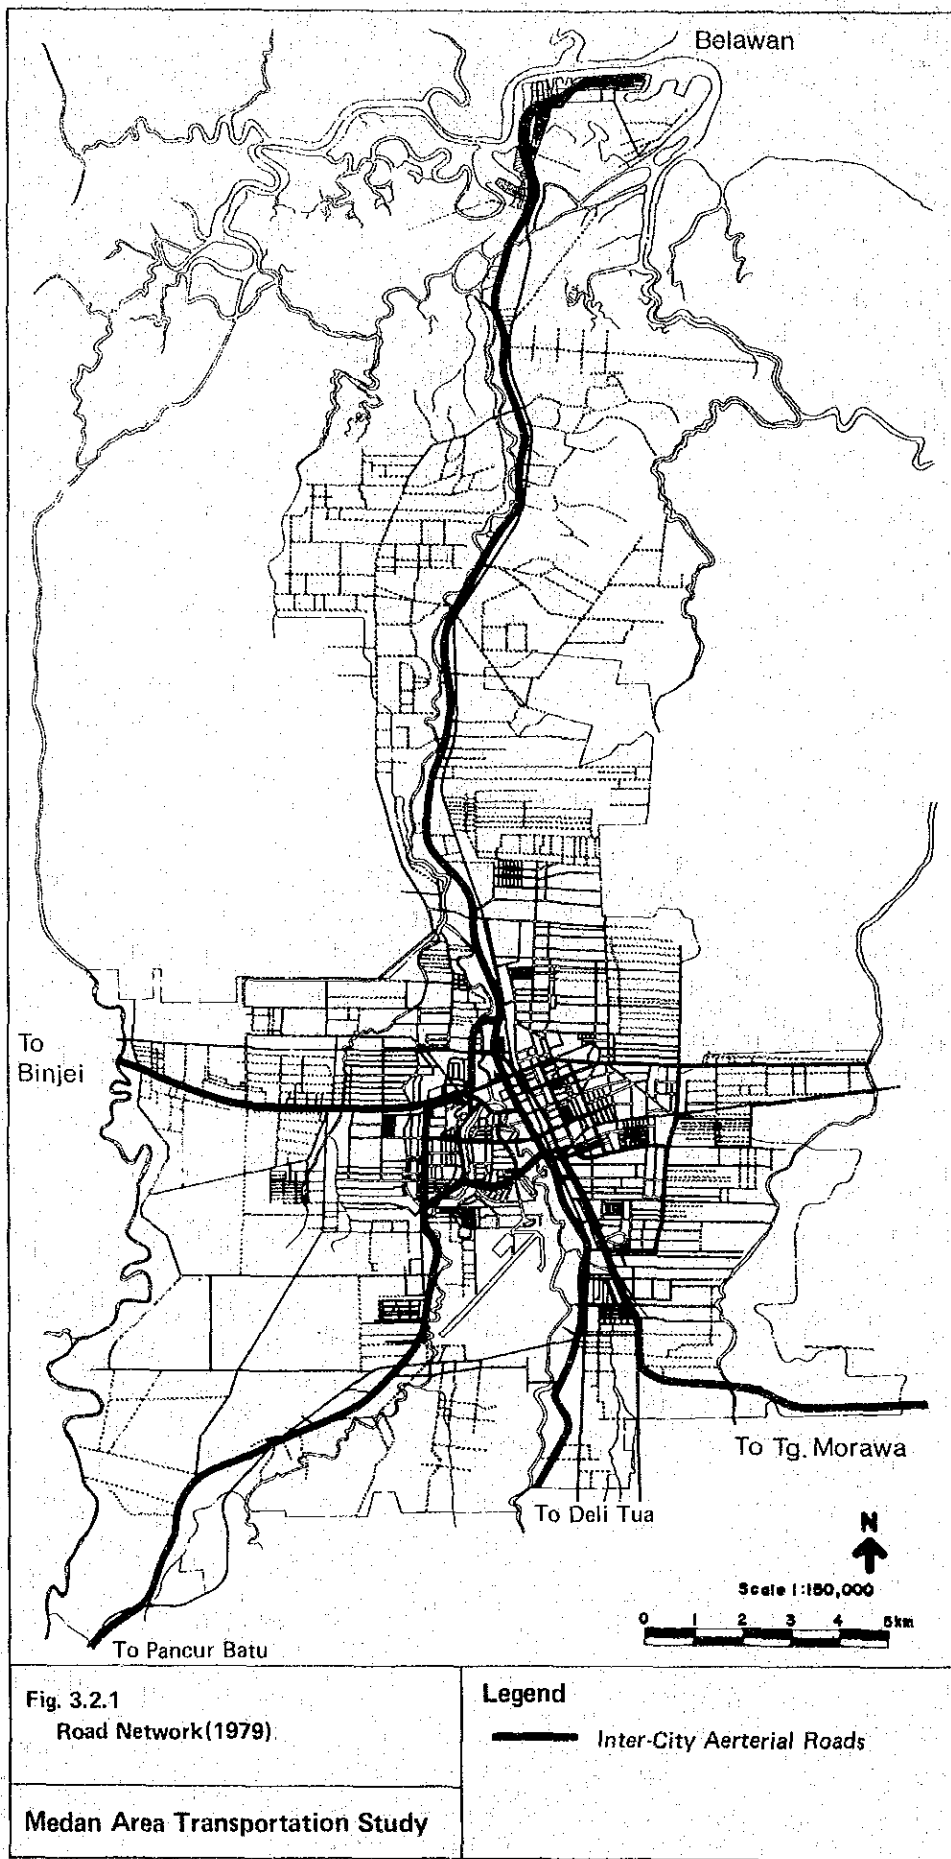 Belawan
To
Binjei
To Tg. Morawa
To Deli Tua
N
Scale 1:150,000
0 1 2 3 4 5km
To Pancur Batu
Fig. 3.2.1
Road Network(1979)
Legend
Inter-City Aerterial Roads
Medan Area Transportation Study